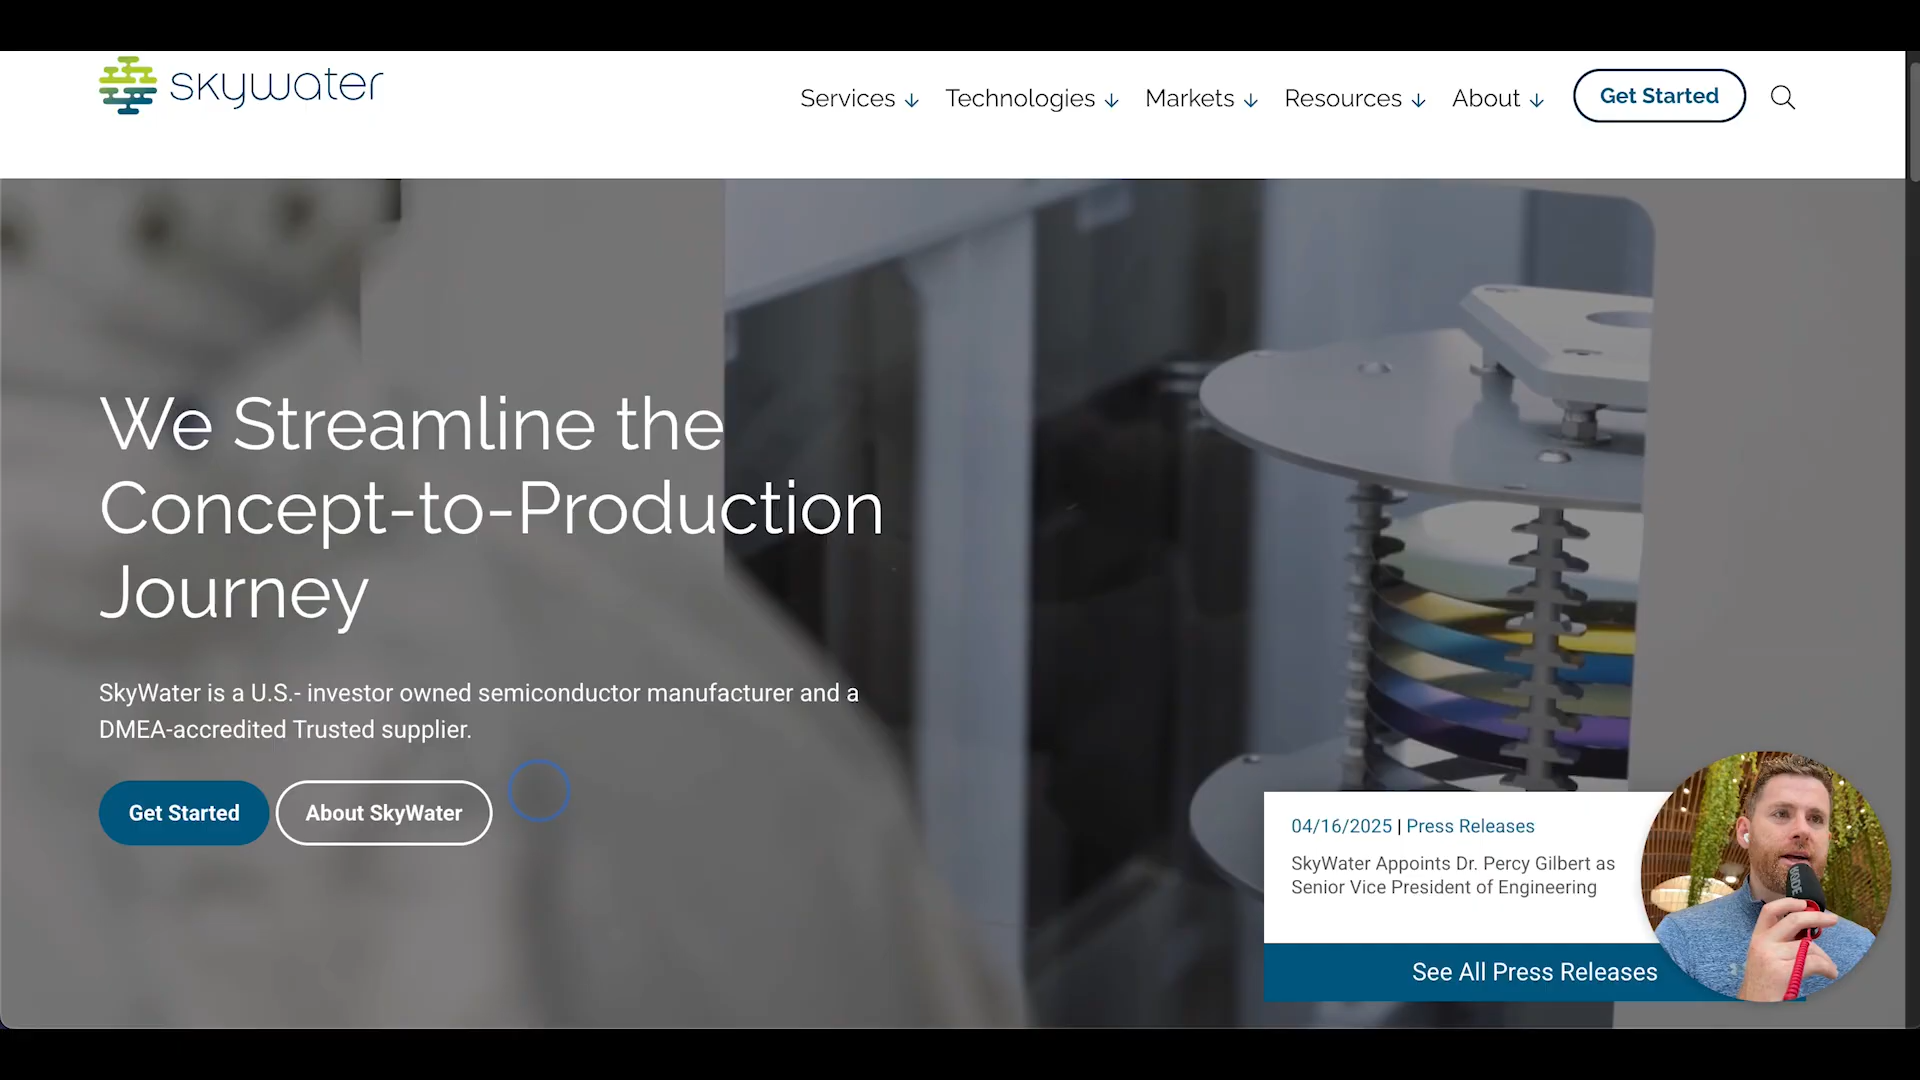 skywater
Services
Technologies
Markets
Resources
About
Get Started
We Streamline the
Concept-to-Production
Journey
SkyWater is a U.S.- investor owned semiconductor manufacturer and a
DMEA-accredited Trusted supplier.
Get Started
About SkyWater
04/16/2025 | Press Releases
SkyWater Appoints Dr. Percy Gilbert as
Senior Vice President of Engineering
See All Press Releases